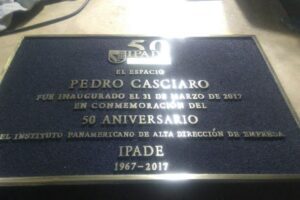 50
IPADE
EL ESPACIO
PEDRO CASCIARO
FUE INAUGURADO EL 31 DE MARZO DE 2017
EN CONMEMORACIÓN DEL
50 ANIVERSARIO
DEL INSTITUTO PANAMERICANO DE ALTA DIRECCIÓN DE EMPRESA
IPADE
1967-2017